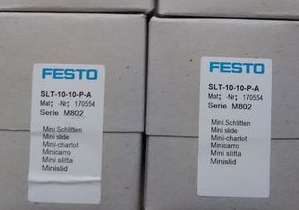 FESTO
SLT-10-10-P-A
Mat; -Nr; 170554
Serie M802
Mini.Schlitten
Mini slide
Mini-chariot
Minicarro
Mini slitta
Minislid
FESTO
SLT-10-10-P-A
Mat; -Nr; 170554
Serie M802
Mini.Schlitten
Mini slide
Mini-chariot
Minicarro
Mini slitta
Minislid